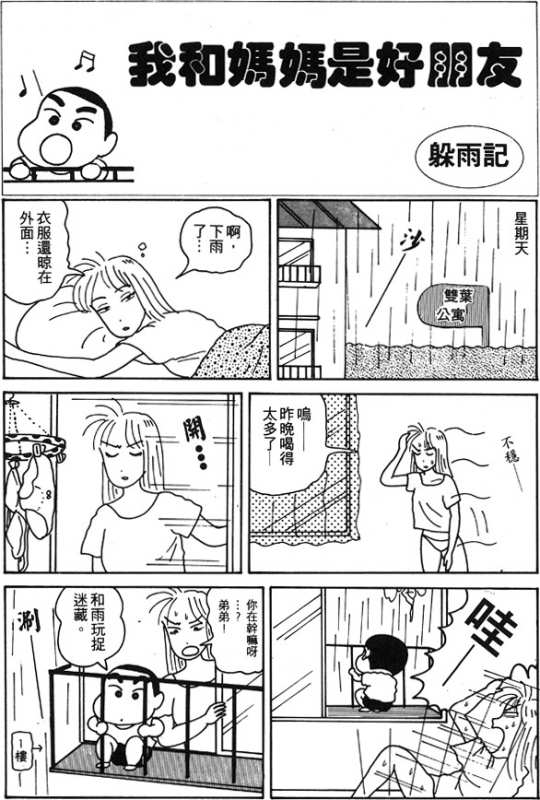 我和媽媽是好朋友
躲雨記
星期天
沙
雙葉
公寓
啊，
下雨
了…
衣服還晾在
外面…
不穩
嗚——
昨晚喝得
太多了——
開…
哇
你在幹嘛呀
…？
弟弟！
和雨玩捉
迷藏。
涮
1樓